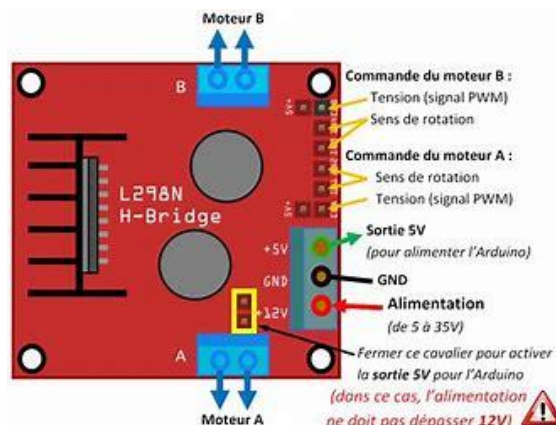 Moteur B
B
Commande du moteur B :
Tension (signal PWM)
Sens de rotation
Commande du moteur A :
Sens de rotation
Tension (signal PWM)
5V+
5V+
L298N
H-Bridge
+5V
GND
+12V
Sortie 5V
(pour alimenter l'Arduino)
GND
Alimentation
(de 5 à 35V)
A
Fermer ce cavalier pour activer
la sortie 5V pour l'Arduino
(dans ce cas, l'alimentation
ne doit pas dépasser 12V)
Moteur A